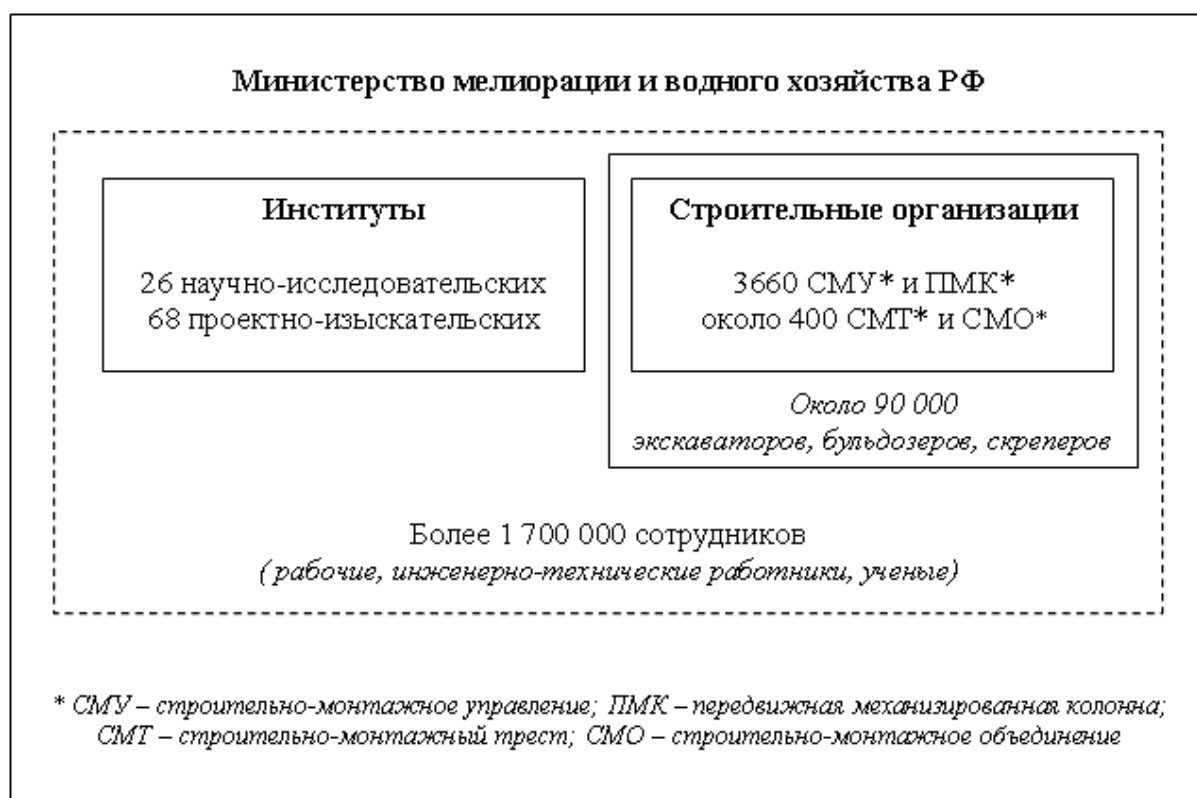 Министерство мелиорации и водного хозяйства РФ
Институты
26 научно-исследовательских
68 проектно-изыскательских
Строительные организации
3660 СМУ* и ПМК*
около 400 СМТ* и СМО*
Около 90 000
экскаваторов, бульдозеров, скреперов
Более 1 700 000 сотрудников
( рабочие, инженерно-технические работники, ученые)
* СМУ – строительно-монтажное управление; ПМК – передвижная механизированная колонна;
СМТ – строительно-монтажный трест; СМО – строительно-монтажное объединение